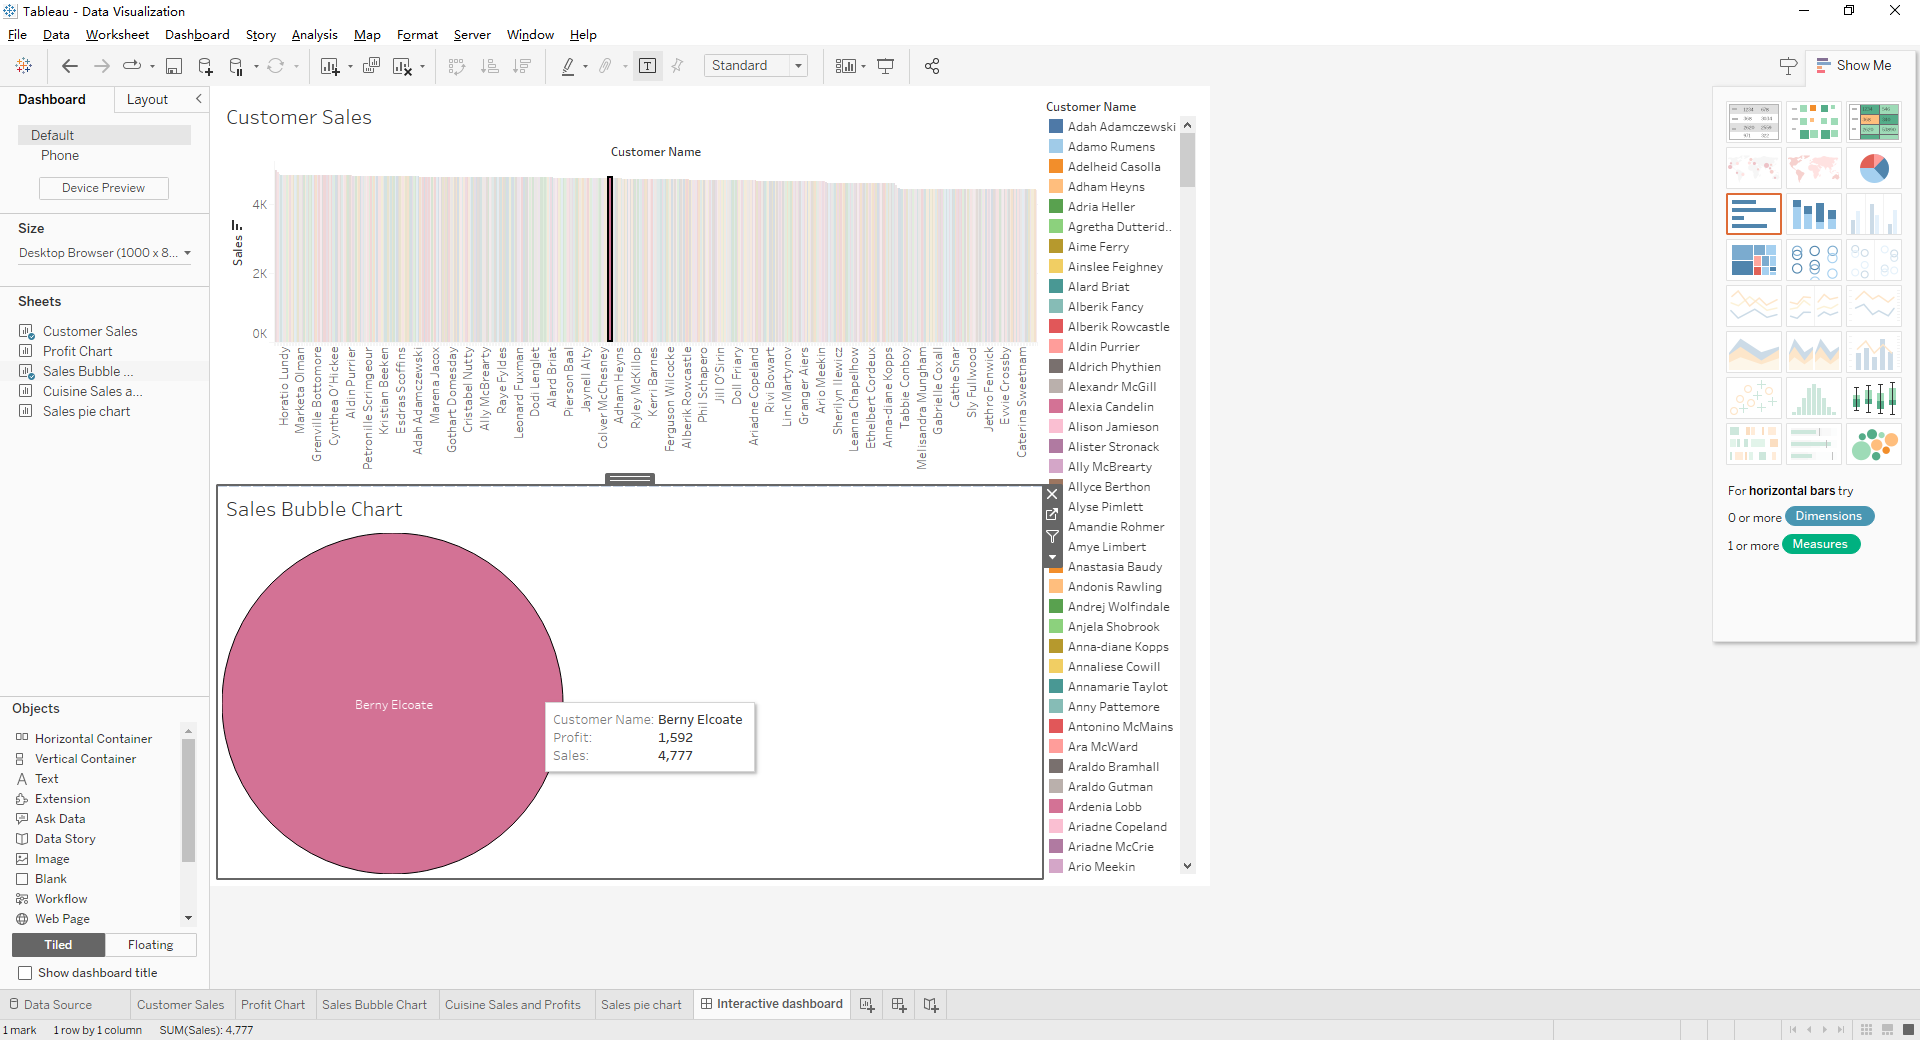 Tableau - Data Visualization
File Data Worksheet Dashboard Story Analysis Map Format Server Window Help
Standard
Show Me
Dashboard
Layout
Default
Phone
Device Preview
Size
Desktop Browser (1000 x 8...
Sheets
Customer Sales
Profit Chart
Sales Bubble ...
Cuisine Sales a...
Sales pie chart
Objects
Horizontal Container
Vertical Container
Text
Extension
Ask Data
Data Story
Image
Blank
Workflow
Web Page
Tiled
Floating
Show dashboard title
Customer Sales
Customer Name
Sales
4K
2K
0K
Horatio Lundy
Marketa Olman
Grenville Bottomore
Cynthea O'Hickee
Aldin Purrier
Petronille Scrimgeour
Kristian Beeken
Esdras Scoffins
Adah Adamczewski
Marena Jacox
Gothart Domesday
Cristabel Nutty
Ally McBrearty
Raye Fyldes
Leonard Fuxman
Dodi Lenglet
Alard Briat
Pierson Baal
Jaynell Alty
Colver McChesney
Adham Heyns
Ryley McKillop
Kerri Barnes
Ferguson Wilcocke
Alberik Rowcastle
Phil Schapero
Jill O'Sirin
Doll Friary
Ariadne Copeland
Rivi Bowart
Linc Martynov
Granger Aiers
Ario Meekin
Sherilyn Illewicz
Leanna Chapelhow
Ethelbert Cordeux
Anna-diane Kopps
Tabbie Conboy
Melisandra Mungham
Gabrielle Coxall
Cathe Snar
Sly Fullwood
Jethro Fenwick
Evvie Crossby
Caterina Sweetnam
Sales Bubble Chart
Berny Elcoate
Customer Name: Berny Elcoate
Profit: 1,592
Sales: 4,777
Customer Name
Adah Adamczewski
Adamo Rumens
Adelheid Casolla
Adham Heyns
Adria Heller
Agretha Dutterid..
Aime Ferry
Ainslee Feighney
Alard Briat
Alberik Fancy
Alberik Rowcastle
Aldin Purrier
Aldrich Phythien
Alexandr McGill
Alexia Candelin
Alison Jamieson
Alister Stronack
Ally McBrearty
Allyce Berthon
Alyse Pimlett
Amandie Rohmer
Amye Limbert
Anastasia Baudy
Andonis Rawling
Andrej Wolfindale
Anjela Shobrook
Anna-diane Kopps
Annaliese Cowill
Annamarie Taylot
Anny Pattemore
Antonino McMains
Ara McWard
Araldo Bramhall
Araldo Gutman
Ardenia Lobb
Ariadne Copeland
Ariadne McCrie
Ario Meekin
For horizontal bars try
0 or more Dimensions
1 or more Measures
Data Source
Customer Sales
Profit Chart
Sales Bubble Chart
Cuisine Sales and Profits
Sales pie chart
Interactive dashboard
1 mark 1 row by 1 column SUM(Sales): 4,777